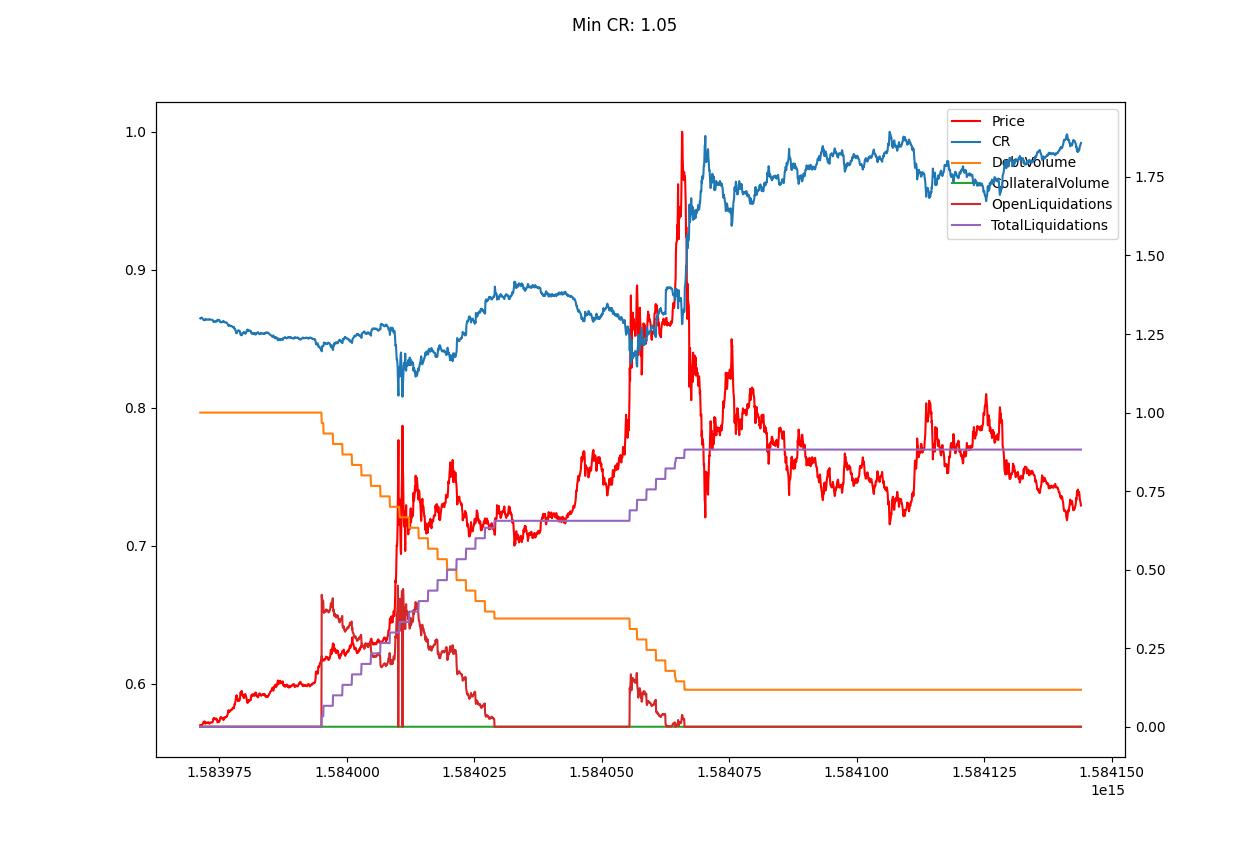 Min CR: 1.05
1.0
0.9
0.8
0.7
0.6
Price
CR
DebtVolume
CollateralVolume
OpenLiquidations
TotalLiquidations
1.75
1.50
1.25
1.00
0.75
0.50
0.25
0.00
1.583975 1.584000 1.584025 1.584050 1.584075 1.584100 1.584125 1.584150
1e15